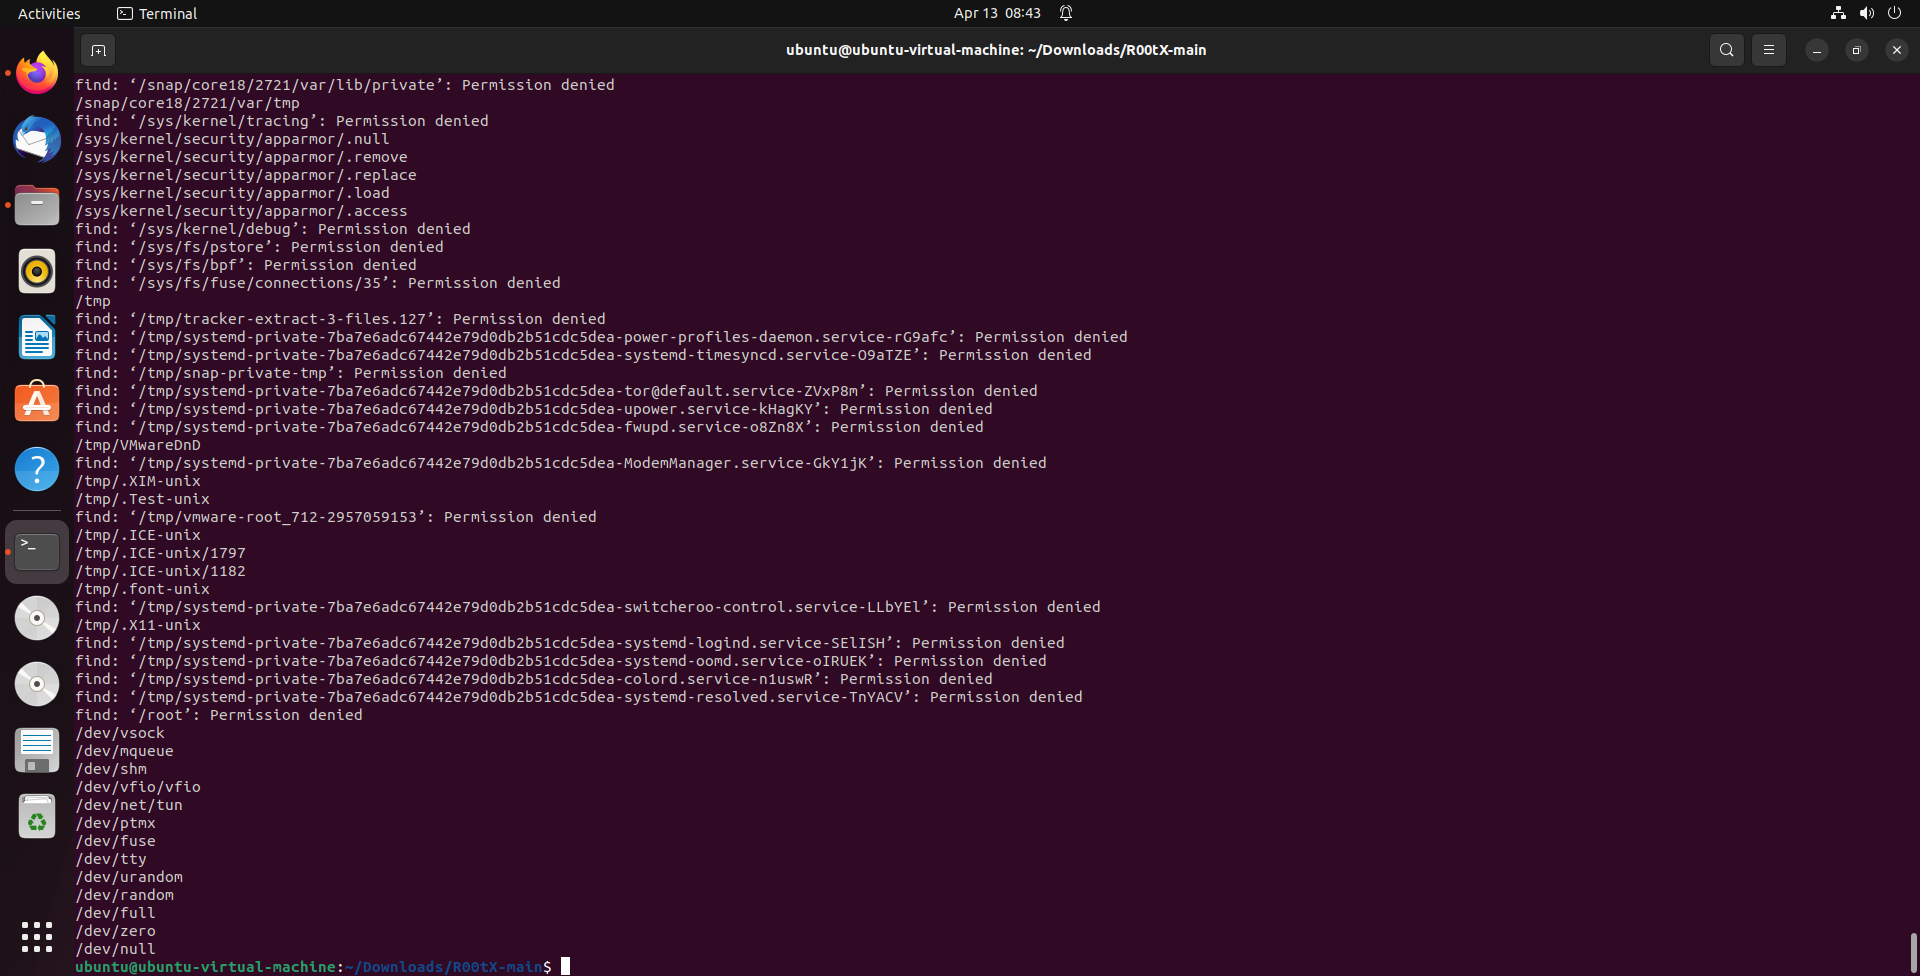 Activities Terminal Apr 13 08:43
ubuntu@ubuntu-virtual-machine: ~/Downloads/R00tX-main
find: ‘/snap/core18/2721/var/lib/private’: Permission denied
/snap/core18/2721/var/tmp
find: ‘/sys/kernel/tracing’: Permission denied
/sys/kernel/security/apparmor/.null
/sys/kernel/security/apparmor/.remove
/sys/kernel/security/apparmor/.replace
/sys/kernel/security/apparmor/.load
/sys/kernel/security/apparmor/.access
find: ‘/sys/kernel/debug’: Permission denied
find: ‘/sys/fs/pstore’: Permission denied
find: ‘/sys/fs/bpf’: Permission denied
find: ‘/sys/fs/fuse/connections/35’: Permission denied
/tmp
find: ‘/tmp/tracker-extract-3-files.127’: Permission denied
find: ‘/tmp/systemd-private-7ba7e6adc67442e79d0db2b51cdc5dea-power-profiles-daemon.service-rG9afc’: Permission denied
find: ‘/tmp/systemd-private-7ba7e6adc67442e79d0db2b51cdc5dea-systemd-timesyncd.service-O9aTZE’: Permission denied
find: ‘/tmp/snap-private-tmp’: Permission denied
find: ‘/tmp/systemd-private-7ba7e6adc67442e79d0db2b51cdc5dea-tor@default.service-ZVxP8m’: Permission denied
find: ‘/tmp/systemd-private-7ba7e6adc67442e79d0db2b51cdc5dea-upower.service-kHagKY’: Permission denied
find: ‘/tmp/systemd-private-7ba7e6adc67442e79d0db2b51cdc5dea-fwupd.service-o8Zn8X’: Permission denied
/tmp/VMwareDnD
find: ‘/tmp/systemd-private-7ba7e6adc67442e79d0db2b51cdc5dea-ModemManager.service-GkY1jK’: Permission denied
/tmp/.XIM-unix
/tmp/.Test-unix
find: ‘/tmp/vmware-root_712-2957059153’: Permission denied
/tmp/.ICE-unix
/tmp/.ICE-unix/1797
/tmp/.ICE-unix/1182
/tmp/.font-unix
find: ‘/tmp/systemd-private-7ba7e6adc67442e79d0db2b51cdc5dea-switcheroo-control.service-LLbYEl’: Permission denied
/tmp/.X11-unix
find: ‘/tmp/systemd-private-7ba7e6adc67442e79d0db2b51cdc5dea-systemd-logind.service-SElISH’: Permission denied
find: ‘/tmp/systemd-private-7ba7e6adc67442e79d0db2b51cdc5dea-systemd-oomd.service-oIRUEK’: Permission denied
find: ‘/tmp/systemd-private-7ba7e6adc67442e79d0db2b51cdc5dea-colord.service-n1uswR’: Permission denied
find: ‘/tmp/systemd-private-7ba7e6adc67442e79d0db2b51cdc5dea-systemd-resolved.service-TnYACV’: Permission denied
find: ‘/root’: Permission denied
/dev/vsock
/dev/mqueue
/dev/shm
/dev/vfio/vfio
/dev/net/tun
/dev/ptmx
/dev/fuse
/dev/tty
/dev/urandom
/dev/random
/dev/full
/dev/zero
/dev/null
ubuntu@ubuntu-virtual-machine:~/Downloads/R00tX-main$